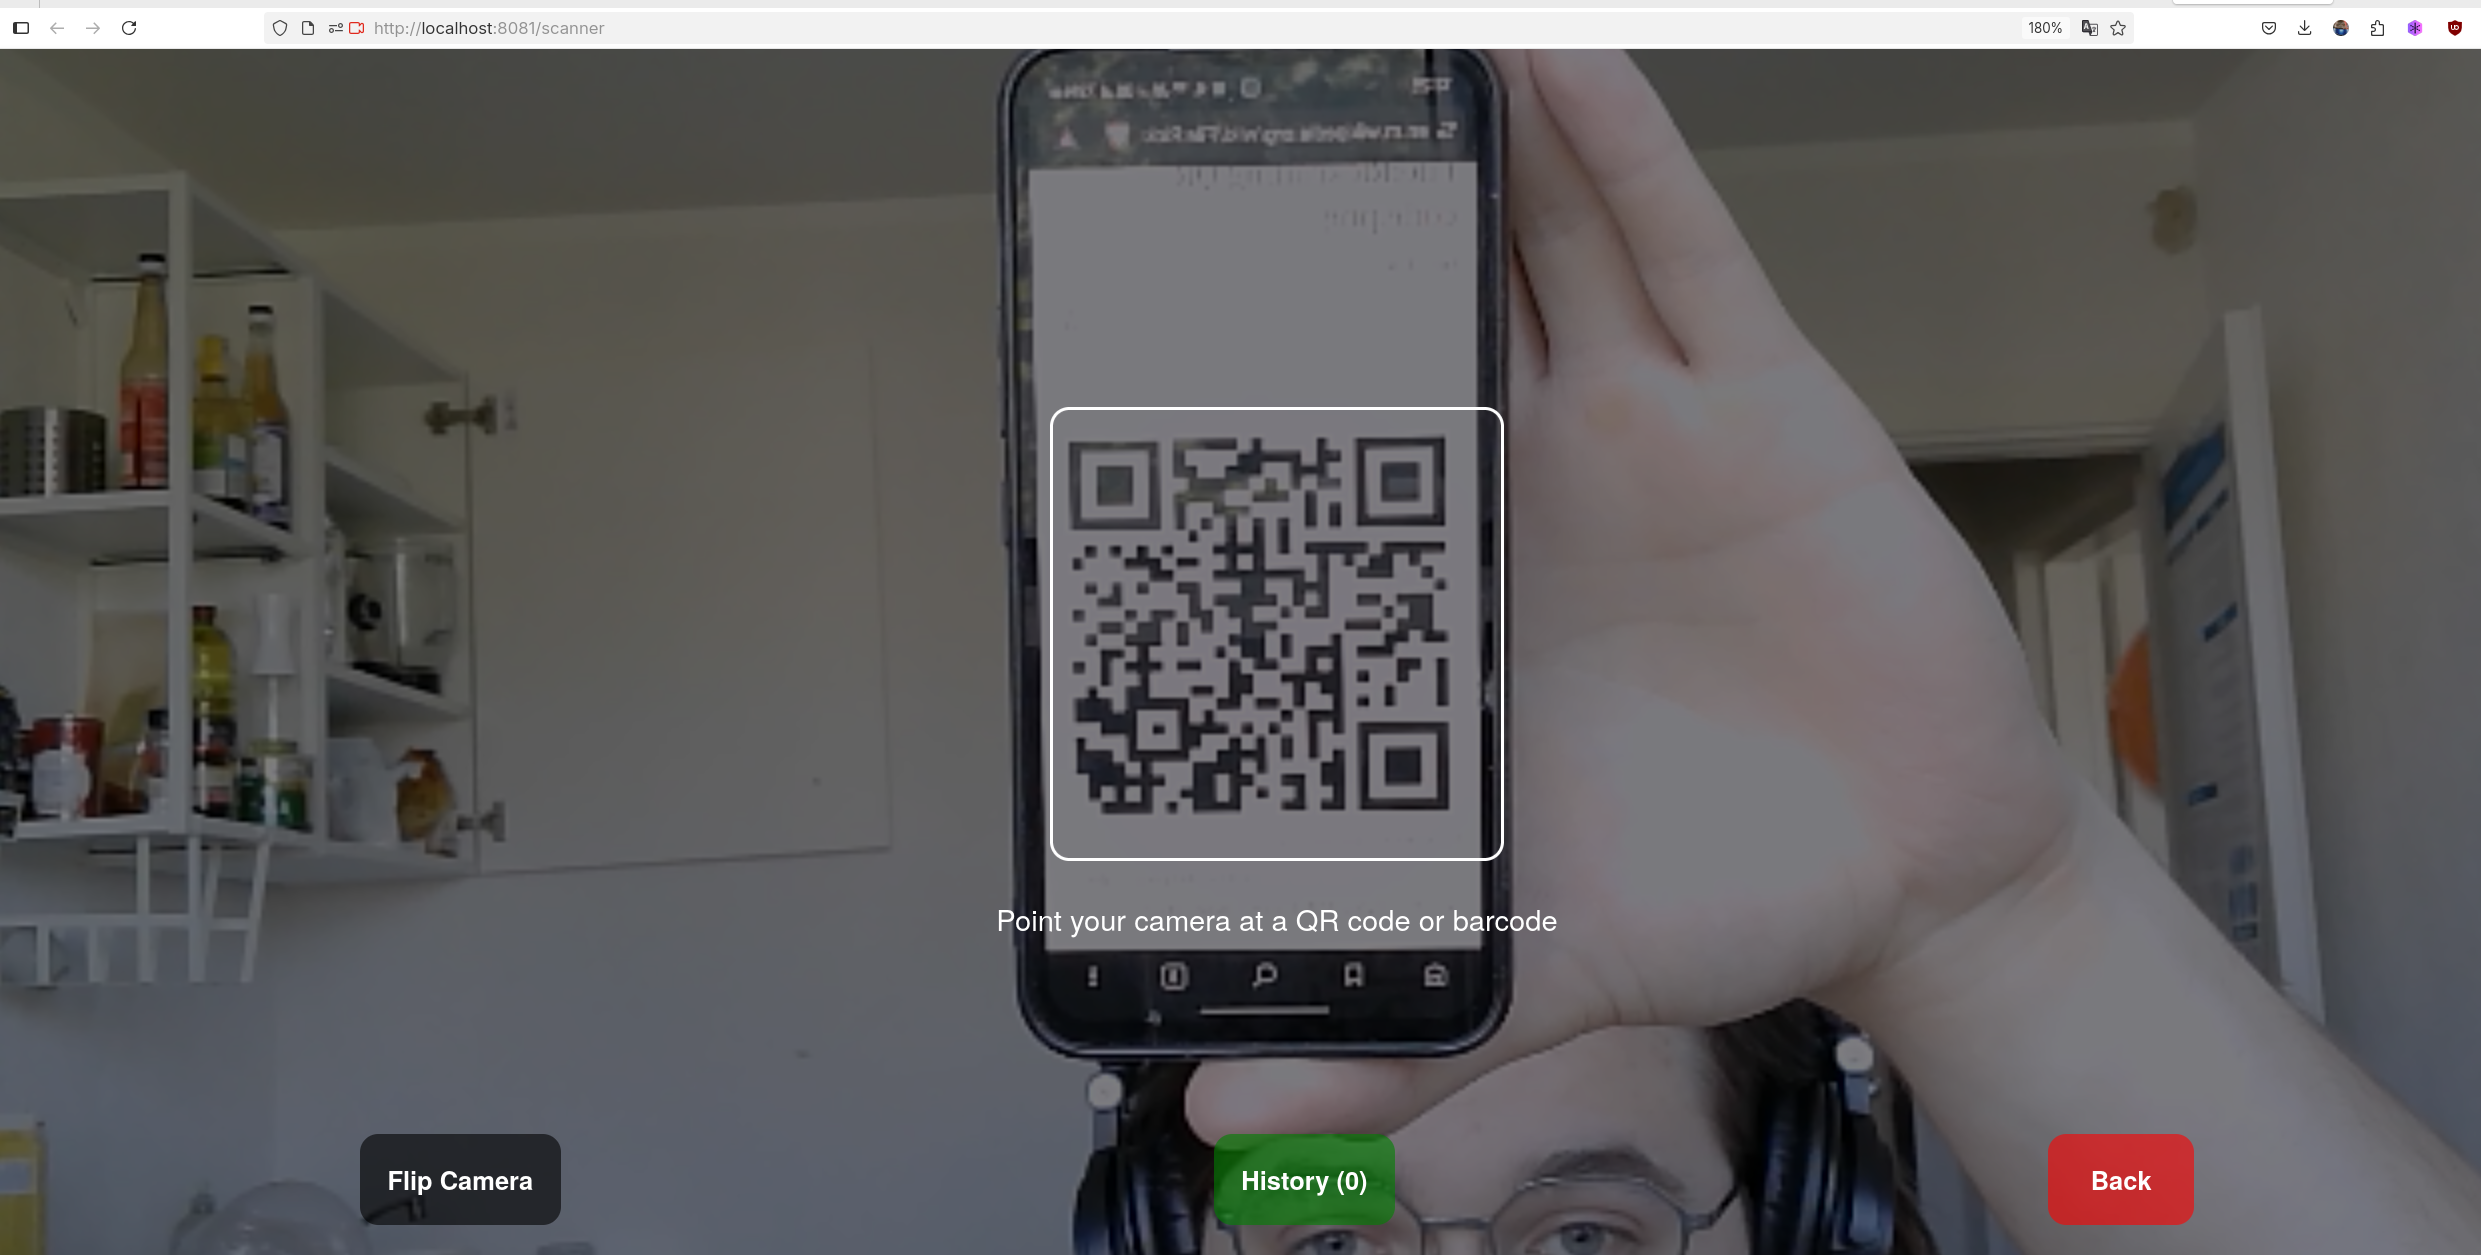 http://localhost:8081/scanner
180%
Point your camera at a QR code or barcode
Flip Camera
History (0)
Back